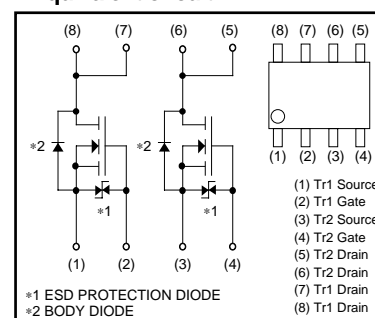 (8) (7) (6) (5) (8) (7) (6) (5)
*2 *2
*1 *1
(1) (2) (3) (4)
(1) (2) (3) (4)
(1) Tr1 Source
(2) Tr1 Gate
(3) Tr2 Source
(4) Tr2 Gate
(5) Tr2 Drain
(6) Tr2 Drain
(7) Tr1 Drain
(8) Tr1 Drain
*1 ESD PROTECTION DIODE
*2 BODY DIODE